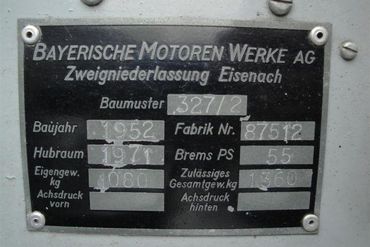 BAYERISCHE MOTOREN WERKE AG
Zweigniederlassung Eisenach
Baumuster 327/2
Baujahr 1952 Fabrik Nr. 87512
Hubraum 1971 Brems PS 55
Eigengew. kg 1080 Zulässiges Gesamtgew. kg 1360
Achsdruck vorn Achsdruck hinten